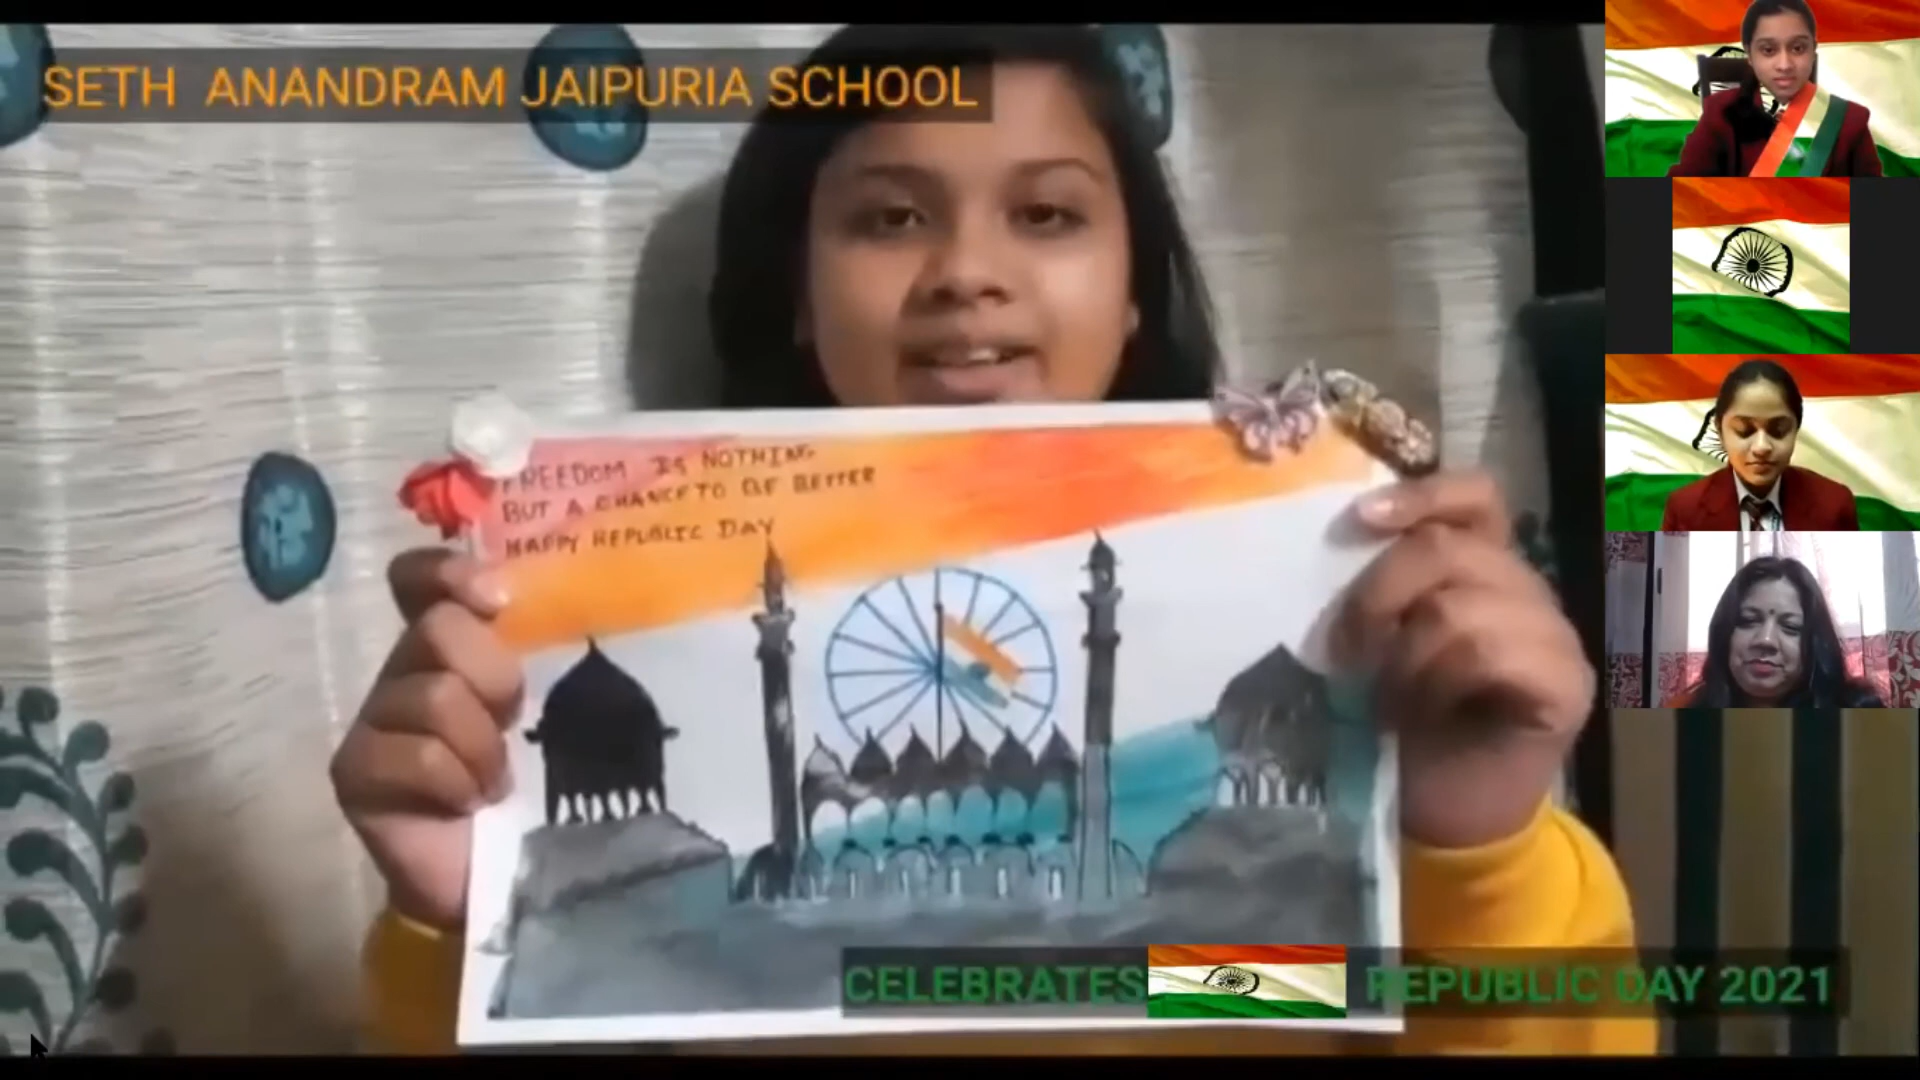 SETH ANANDRAM JAIPURIA SCHOOL
FREEDOM IS NOTHING
BUT A CHANCE TO BE BETTER
HAPPY REPUBLIC DAY
CELEBRATES REPUBLIC DAY 2021